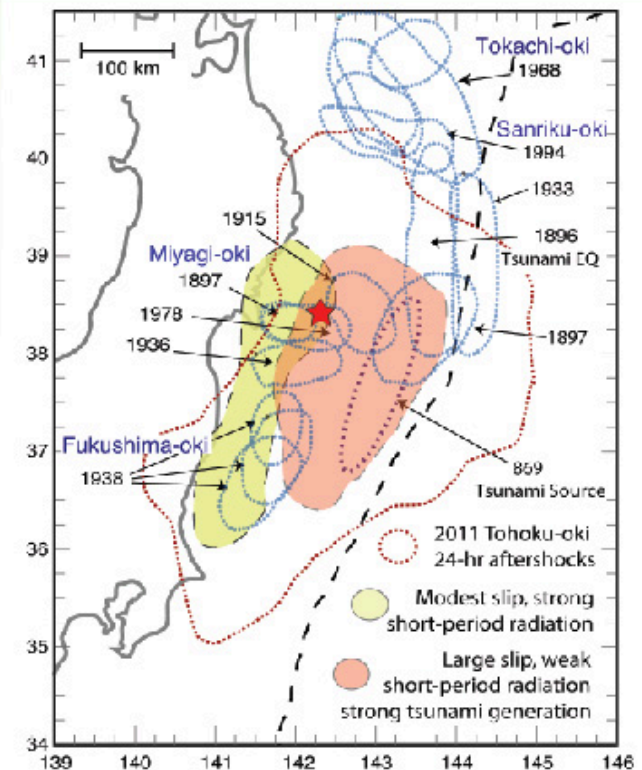 41
100 km
Tokachi-oki
1968
40
Sanriku-oki
1994
1933
1915
39
1896
Tsunami EQ
Miyagi-oki
1897
1978
38
1897
1936
37
Fukushima-oki
1938
869
Tsunami Source
36
2011 Tohoku-oki
24-hr aftershocks
Modest slip, strong
short-period radiation
35
Large slip, weak
short-period radiation
strong tsunami generation
34
139 140 141 142 143 144 145 146